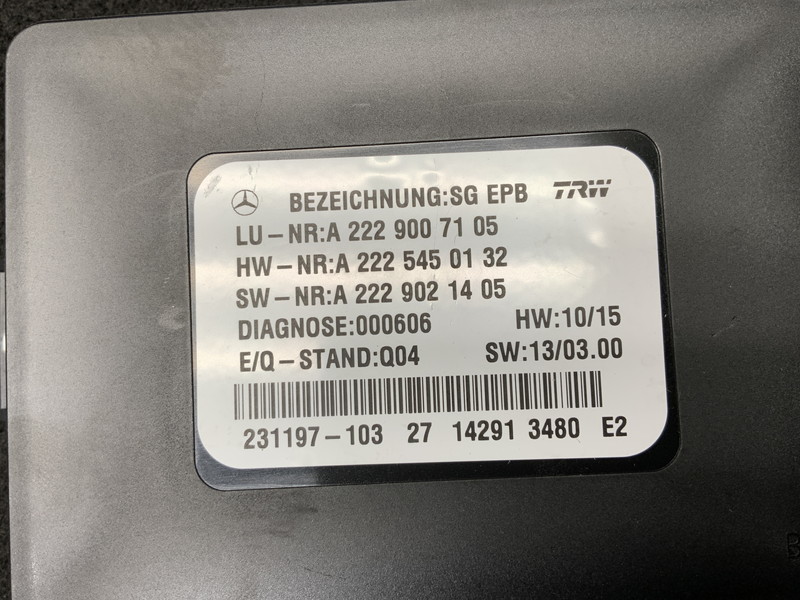 BEZEICHNUNG:SG EPB TRW
LU-NR:A 222 900 71 05
HW-NR:A 222 545 01 32
SW-NR:A 222 902 14 05
DIAGNOSE:000606 HW:10/15
E/Q-STAND:Q04 SW:13/03.00
231197-103 27 14291 3480 E2